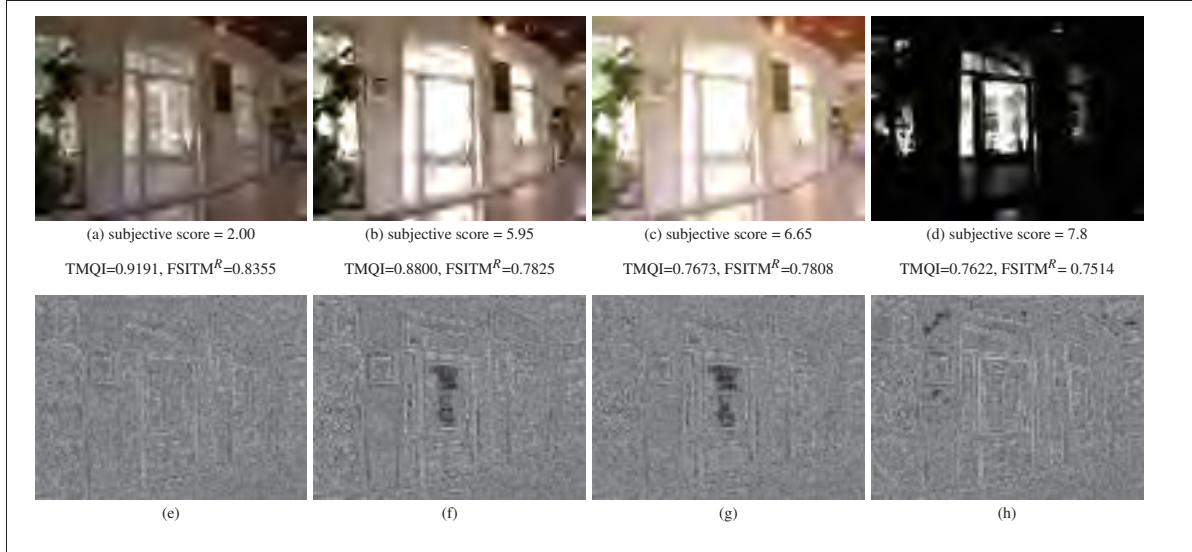 (a) subjective score = 2.00
(b) subjective score = 5.95
(c) subjective score = 6.65
(d) subjective score = 7.8
TMQI=0.9191, FSITM^R=0.8355
TMQI=0.8800, FSITM^R=0.7825
TMQI=0.7673, FSITM^R=0.7808
TMQI=0.7622, FSITM^R= 0.7514
(e)
(f)
(g)
(h)